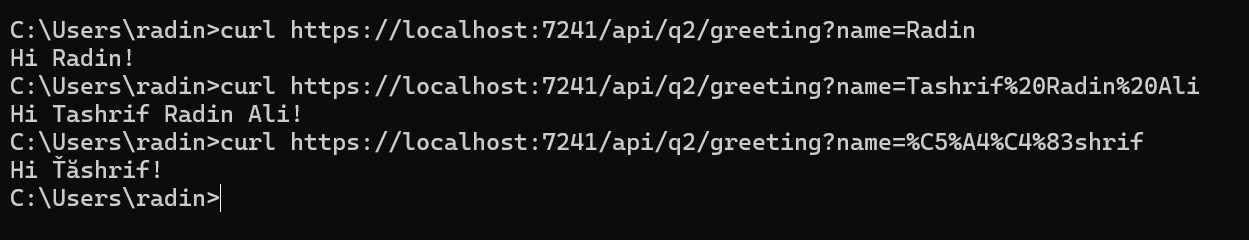 C:\Users\radin>curl https://localhost:7241/api/q2/greeting?name=Radin
Hi Radin!
C:\Users\radin>curl https://localhost:7241/api/q2/greeting?name=Tashrif%20Radin%20Ali
Hi Tashrif Radin Ali!
C:\Users\radin>curl https://localhost:7241/api/q2/greeting?name=%C5%A4%C4%83shrif
Hi Ťăshrif!
C:\Users\radin>